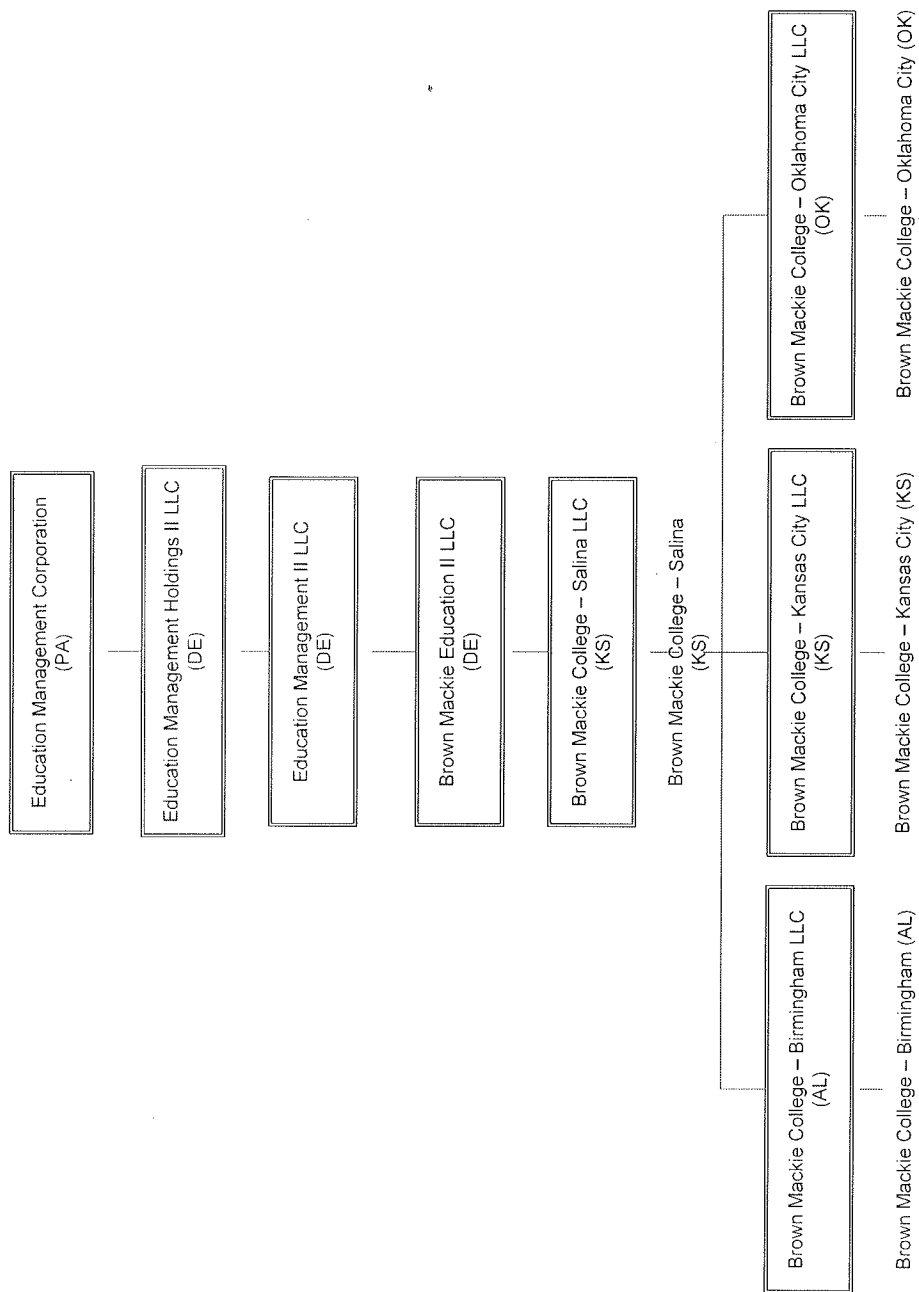 Education Management Corporation
(PA)
Education Management Holdings II LLC
(DE)
Education Management II LLC
(DE)
Brown Mackie Education II LLC
(DE)
Brown Mackie College – Salina LLC
(KS)
Brown Mackie College – Salina
(KS)
Brown Mackie College – Birmingham LLC
(AL)
Brown Mackie College – Kansas City LLC
(KS)
Brown Mackie College – Oklahoma City LLC
(OK)
Brown Mackie College – Birmingham (AL)
Brown Mackie College – Kansas City (KS)
Brown Mackie College – Oklahoma City (OK)